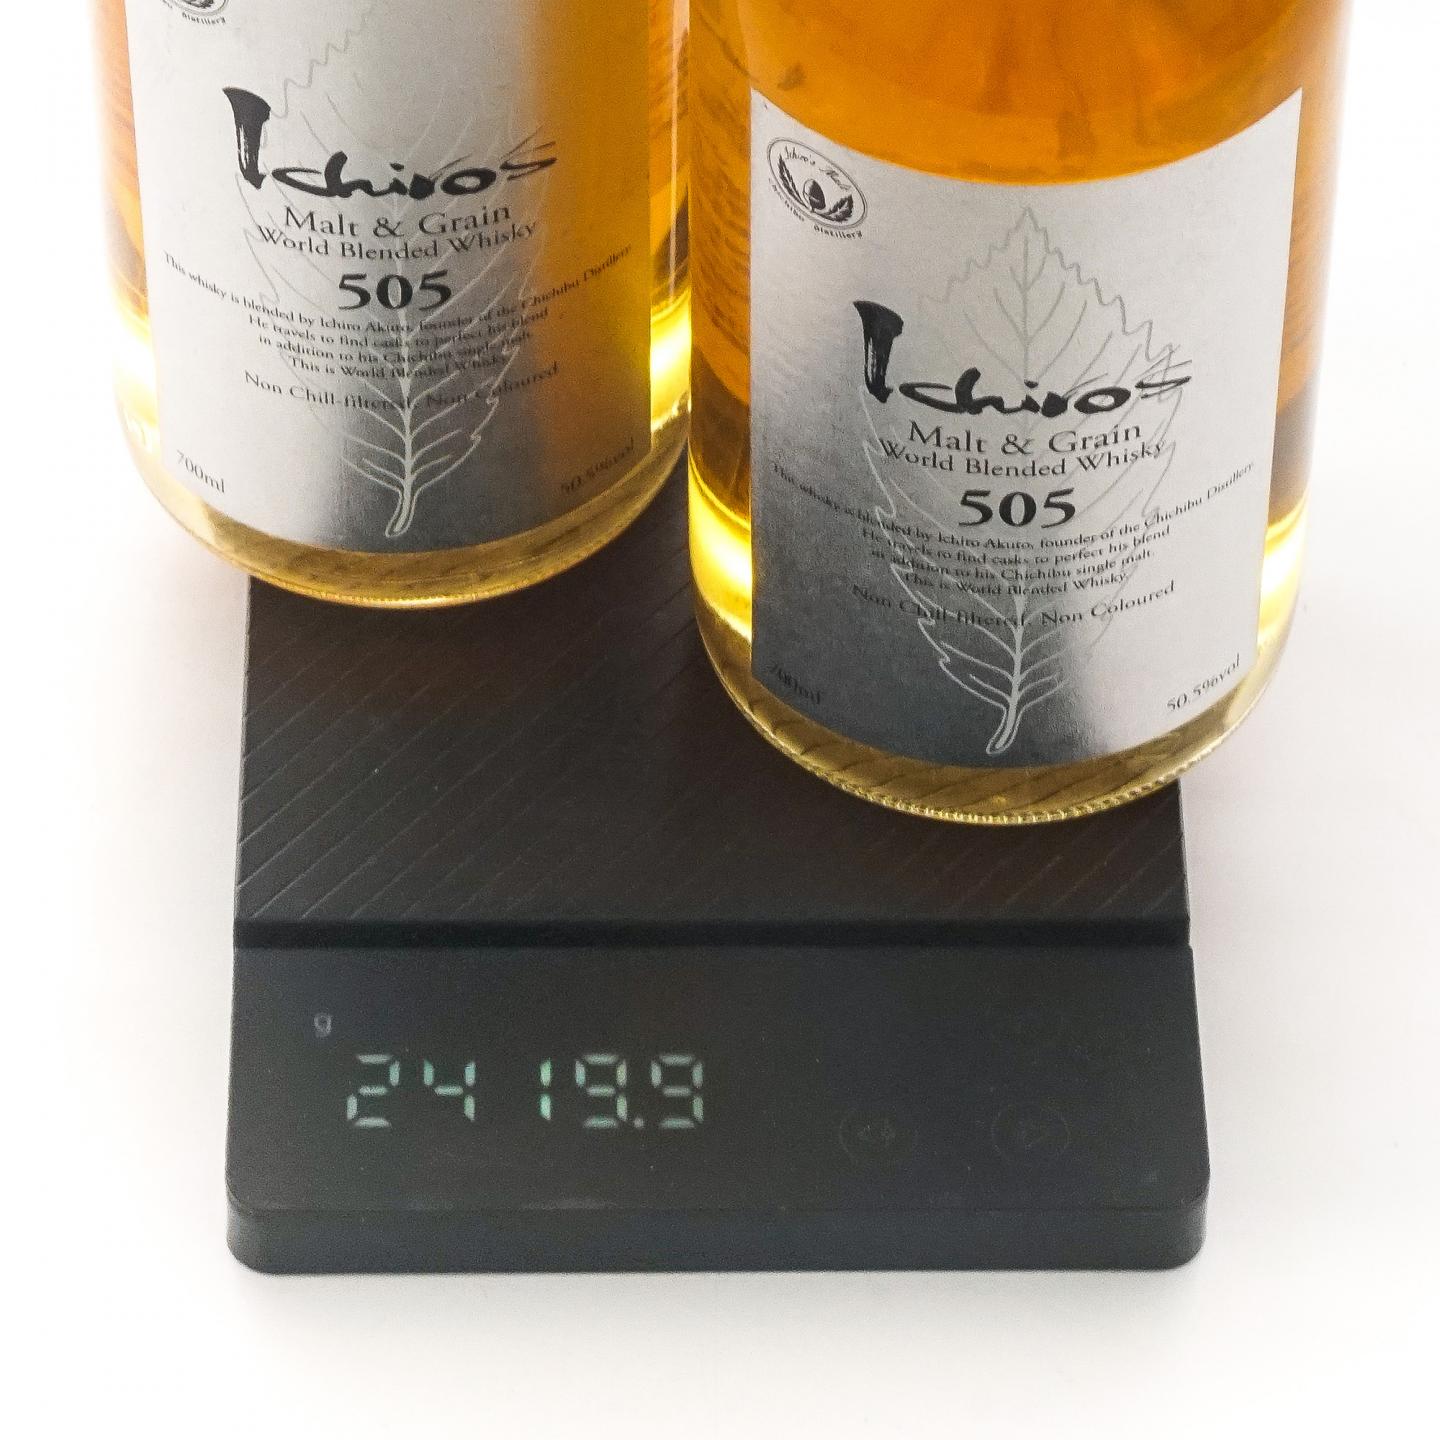 Distillery
Ichiro's
Malt & Grain
World Blended Whisky
505
This whisky is blended by Ichiro Akuto, founder of the Chichibu Distillery
He travels to find casks to perfect his blend
in addition to his Chichibu single malt.
This is World Blended Whisky.
Non Chill-filtered, Non Coloured
700ml
50.5%vol
Ichiro's Malt
Chichibu Distillery
Ichiro's
Malt & Grain
World Blended Whisky
505
This whisky is blended by Ichiro Akuto, founder of the Chichibu Distillery.
He travels to find casks to perfect his blend
in addition to his Chichibu single malt.
This is World Blended Whisky.
Non Chill-filtered, Non Coloured
700ml
50.5%vol
g
2419.9